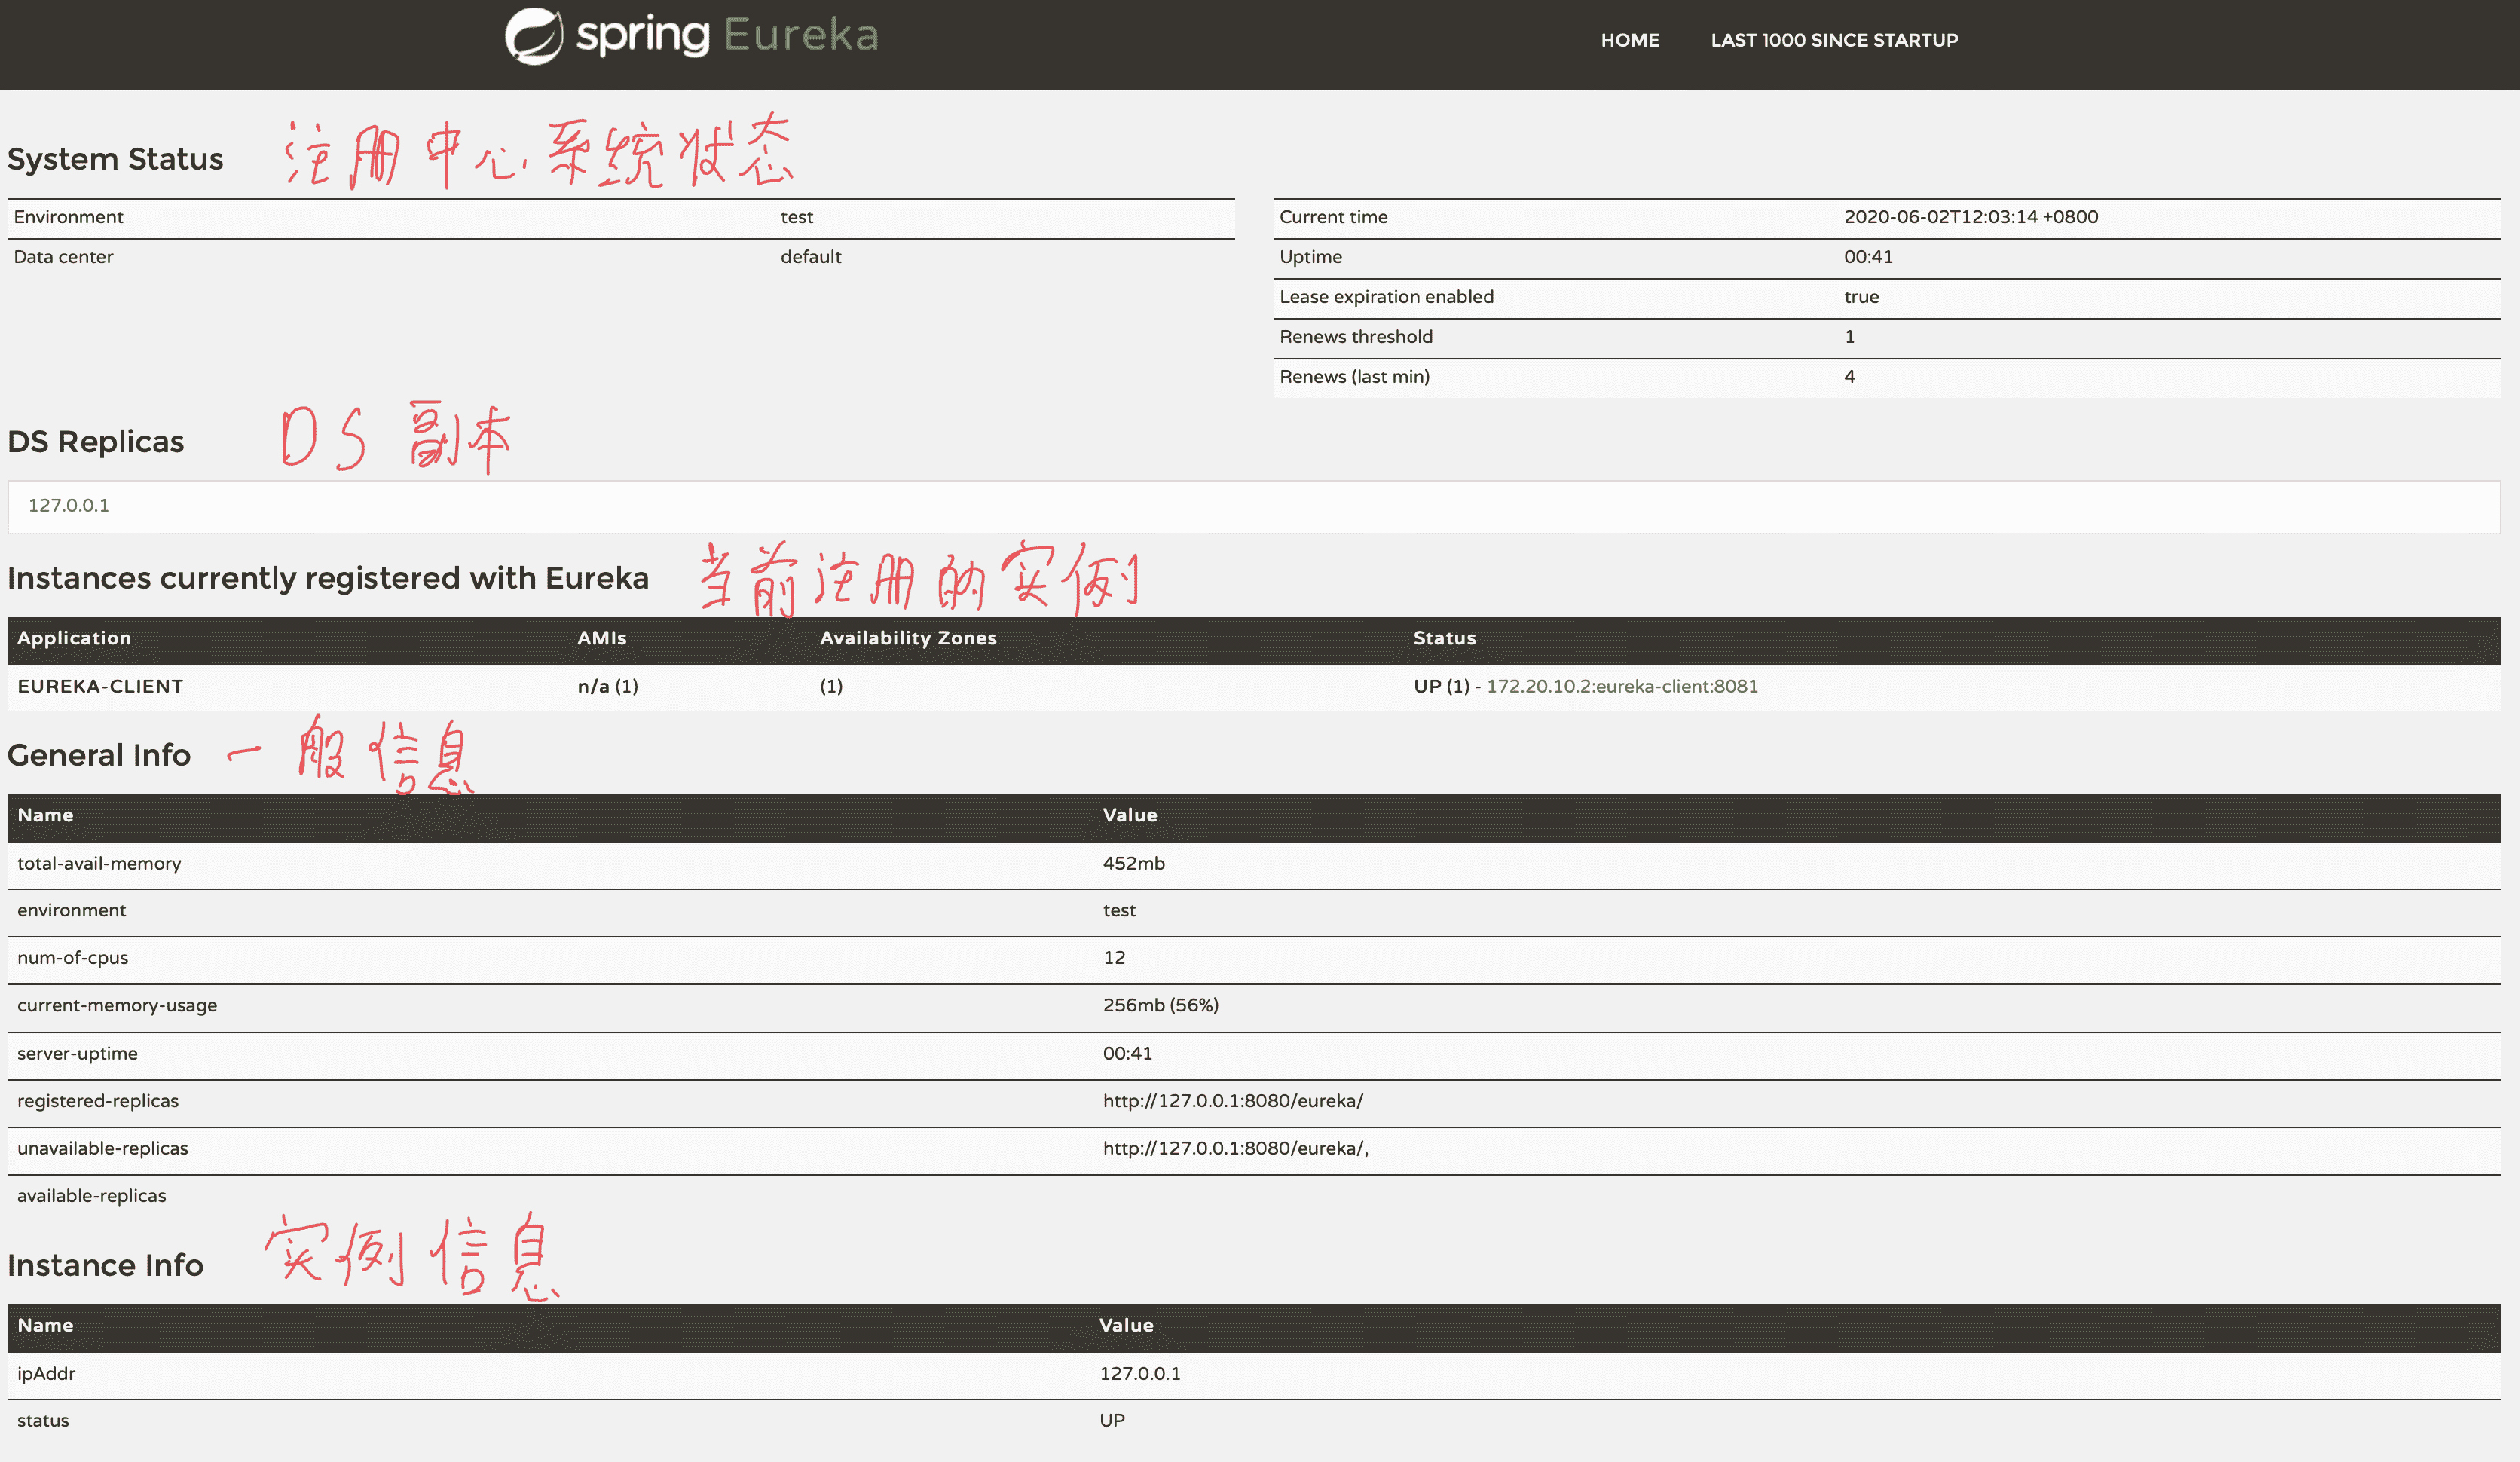 spring Eureka
HOME LAST 1000 SINCE STARTUP
System Status 注册中心系统状态
Environment test
Data center default
Current time 2020-06-02T12:03:14 +0800
Uptime 00:41
Lease expiration enabled true
Renews threshold 1
Renews (last min) 4
DS Replicas DS 副本
127.0.0.1
Instances currently registered with Eureka 当前注册的实例
Application AMIs Availability Zones Status
EUREKA-CLIENT n/a (1) (1) UP (1) - 172.20.10.2:eureka-client:8081
General Info 一般信息
Name Value
total-avail-memory 452mb
environment test
num-of-cpus 12
current-memory-usage 256mb (56%)
server-uptime 00:41
registered-replicas http://127.0.0.1:8080/eureka/
unavailable-replicas http://127.0.0.1:8080/eureka/,
available-replicas
Instance Info 实例信息
Name Value
ipAddr 127.0.0.1
status UP